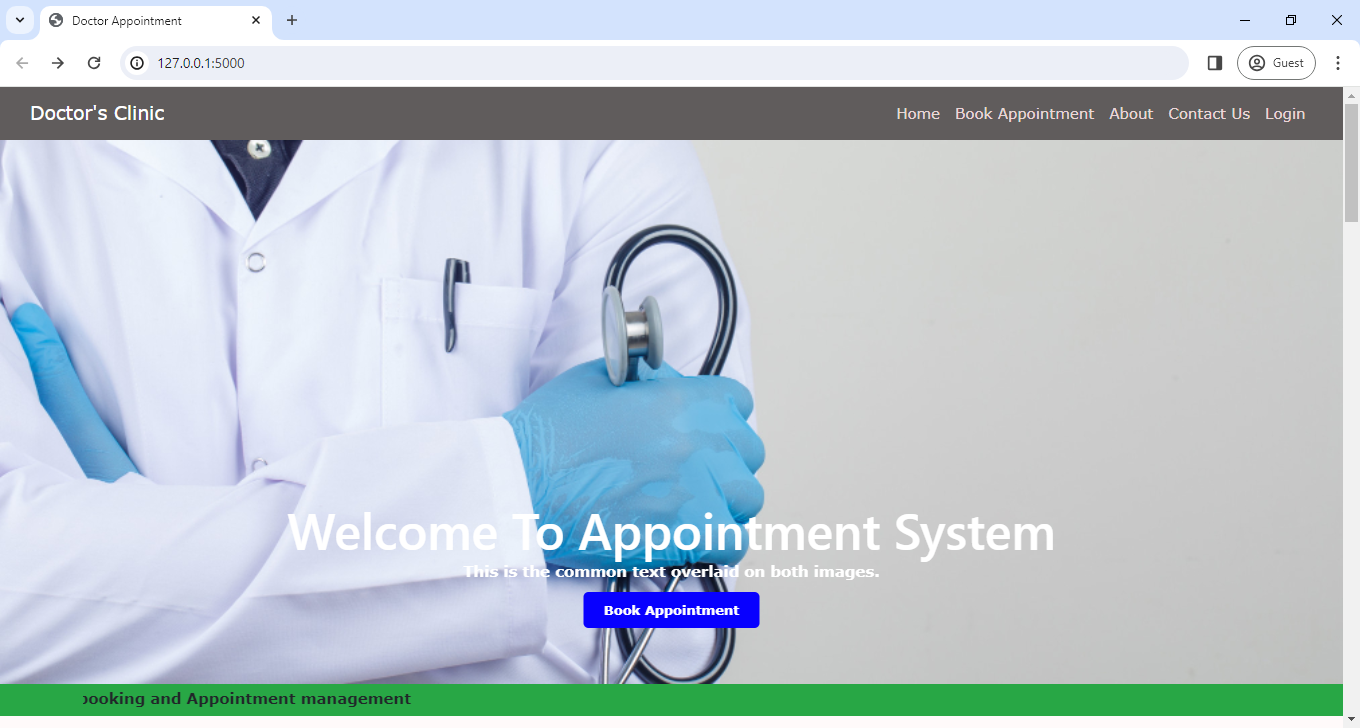 Doctor Appointment
127.0.0.1:5000
Guest
Doctor's Clinic
Home Book Appointment About Contact Us Login
Welcome To Appointment System
This is the common text overlaid on both images.
Book Appointment
booking and Appointment management